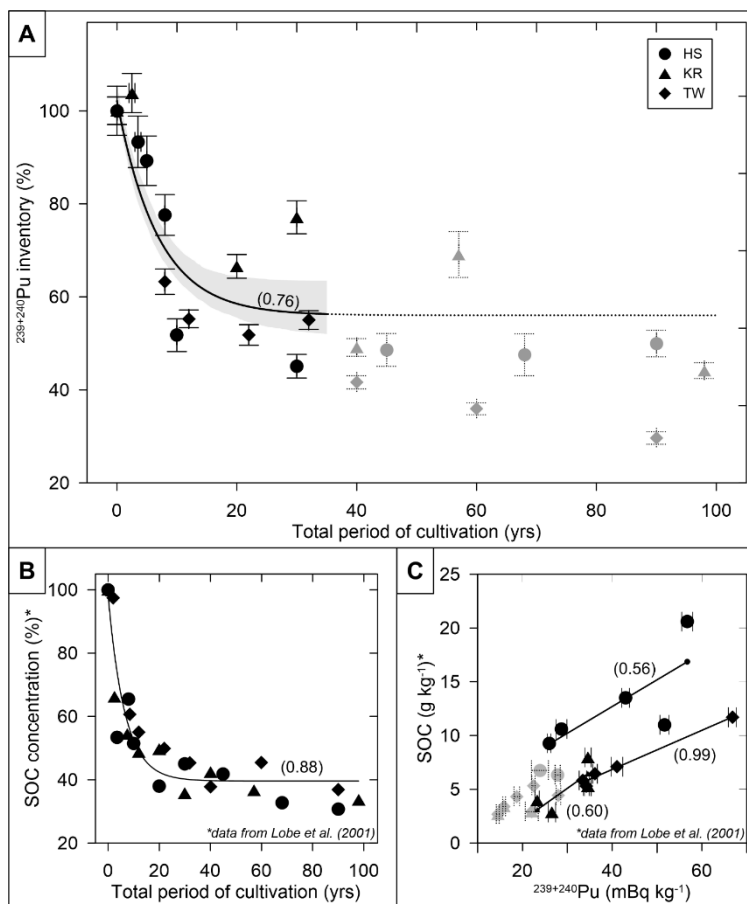 A
HS
KR
TW
239+240Pu inventory (%)
100
80
60
40
20
(0.76)
0 20 40 60 80 100
Total period of cultivation (yrs)
B
SOC concentration (%)*
100
80
60
40
20
(0.88)
*data from Lobe et al. (2001)
0 20 40 60 80 100
Total period of cultivation (yrs)
C
SOC (g kg⁻¹)*
25
20
15
10
5
0
(0.56)
(0.99)
(0.60)
*data from Lobe et al. (2001)
20 40 60
239+240Pu (mBq kg⁻¹)